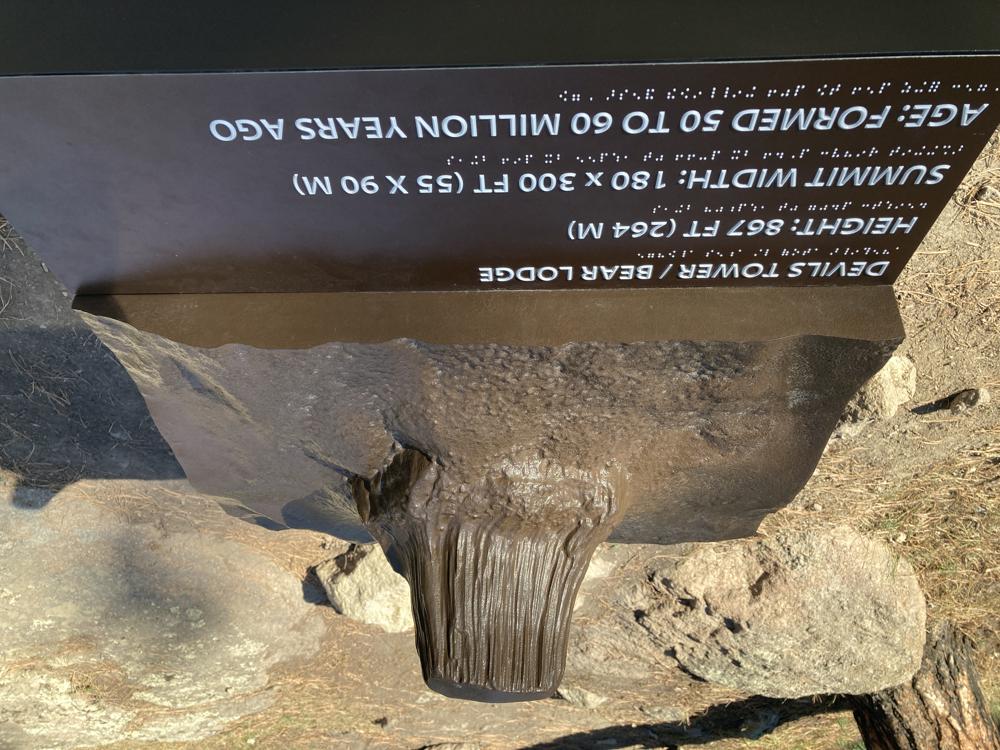 DEVILS TOWER / BEAR LODGE
HEIGHT: 867 FT (264 M)
SUMMIT WIDTH: 180 x 300 FT (55 X 90 M)
AGE: FORMED 50 TO 60 MILLION YEARS AGO